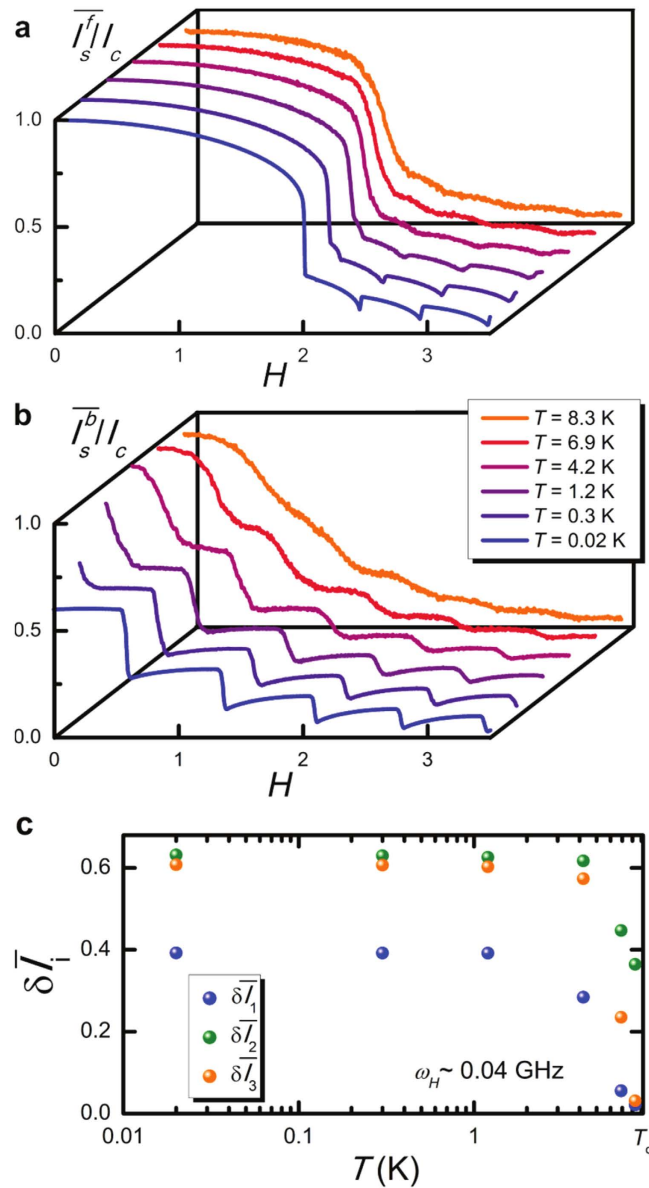 a
I_s^f/I_c
1.0
0.5
0.0
0
1
2
3
H
b
I_s^b/I_c
T = 8.3 K
T = 6.9 K
T = 4.2 K
T = 1.2 K
T = 0.3 K
T = 0.02 K
1.0
0.5
0.0
0
1
2
3
H
c
0.6
0.4
0.2
0.0
δI_i
δI_1
δI_2
δI_3
ω_H ~ 0.04 GHz
0.01
0.1
1
T_c
T (K)